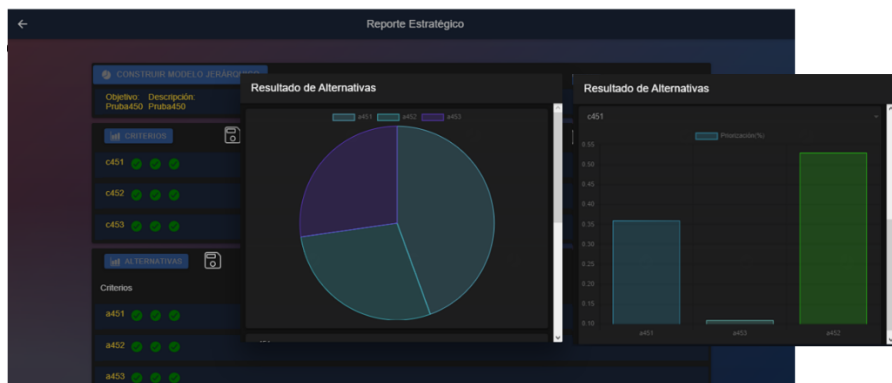 Reporte Estratégico
CONSTRUIR MODELO JERÁRQUICO
Objetivo: Descripción:
Pruba450 Pruba450
CRITERIOS
c451
c452
c453
ALTERNATIVAS
Criterios
a451
a452
a453
Resultado de Alternativas
a451 a452 a453
Resultado de Alternativas
c451
Priorización(%)
0.55
0.50
0.45
0.40
0.35
0.30
0.25
0.20
0.15
0.10
a451 a453 a452